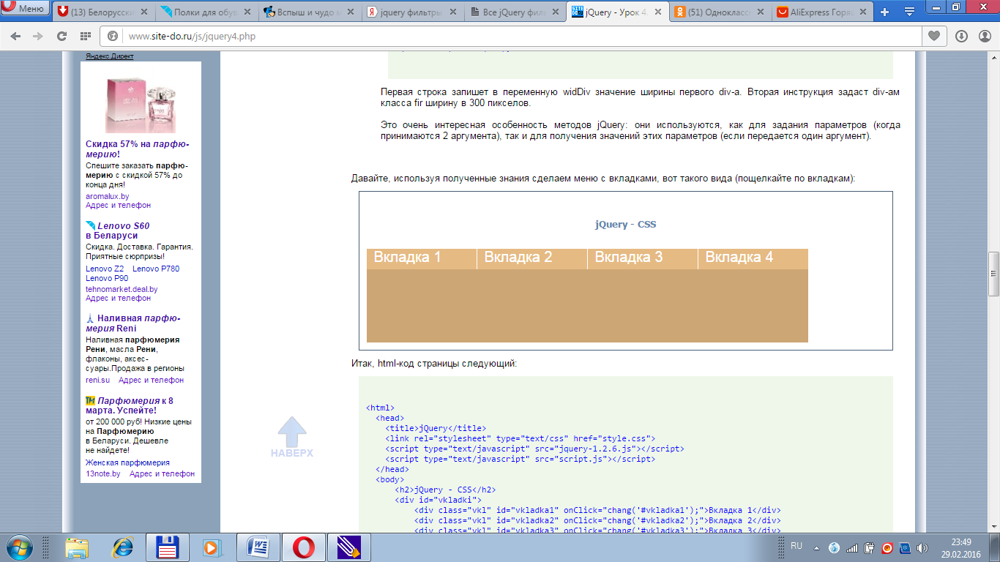 Меню
(13) Белорусски
Полки для обув
Вспыш и чудо м
jquery фильтры
Все jQuery филь
jQuery - Урок 4.
(51) Одноклассн
AliExpress Горя
www.site-do.ru/js/jquery4.php
Яндекс.Директ
Скидка 57% на парфю-
мерию!
Спешите заказать парфю-
мерию с скидкой 57% до
конца дня!
aromalux.by
Адрес и телефон
Lenovo S60
в Беларуси
Скидка. Доставка. Гарантия.
Приятные сюрпризы!
Lenovo Z2 Lenovo P780
Lenovo P90
tehnomarket.deal.by
Адрес и телефон
Наливная парфю-
мерия Reni
Наливная парфюмерия
Рени, масла Рени,
флаконы, аксес-
суары.Продажа в регионы
reni.su Адрес и телефон
Парфюмерия к 8
марта. Успейте!
от 200 000 руб! Низкие цены
на Парфюмерию
в Беларуси. Дешевле
не найдете!
Женская парфюмерия
13note.by Адрес и телефон
НАВЕРХ
Первая строка запишет в переменную widDiv значение ширины первого div-а. Вторая инструкция задаст div-ам
класса fir ширину в 300 пикселов.
Это очень интересная особенность методов jQuery: они используются, как для задания параметров (когда
принимаются 2 аргумента), так и для получения значений этих параметров (если передается один аргумент).
Давайте, используя полученные знания сделаем меню с вкладками, вот такого вида (пощелкайте по вкладкам):
jQuery - CSS
Вкладка 1 Вкладка 2 Вкладка 3 Вкладка 4
Итак, html-код страницы следующий:
<html>
<head>
<title>jQuery</title>
<link rel="stylesheet" type="text/css" href="style.css">
<script type="text/javascript" src="jquery-1.2.6.js"></script>
<script type="text/javascript" src="script.js"></script>
</head>
<body>
<h2>jQuery - CSS</h2>
<div id="vkladki">
<div class="vkl" id="vkladka1" onClick="chang('#vkladka1');">Вкладка 1</div>
<div class="vkl" id="vkladka2" onClick="chang('#vkladka2');">Вкладка 2</div>
<div class="vkl" id="vkladka3" onClick="chang('#vkladka3');">Вкладка 3</div>
RU
23:49
29.02.2016